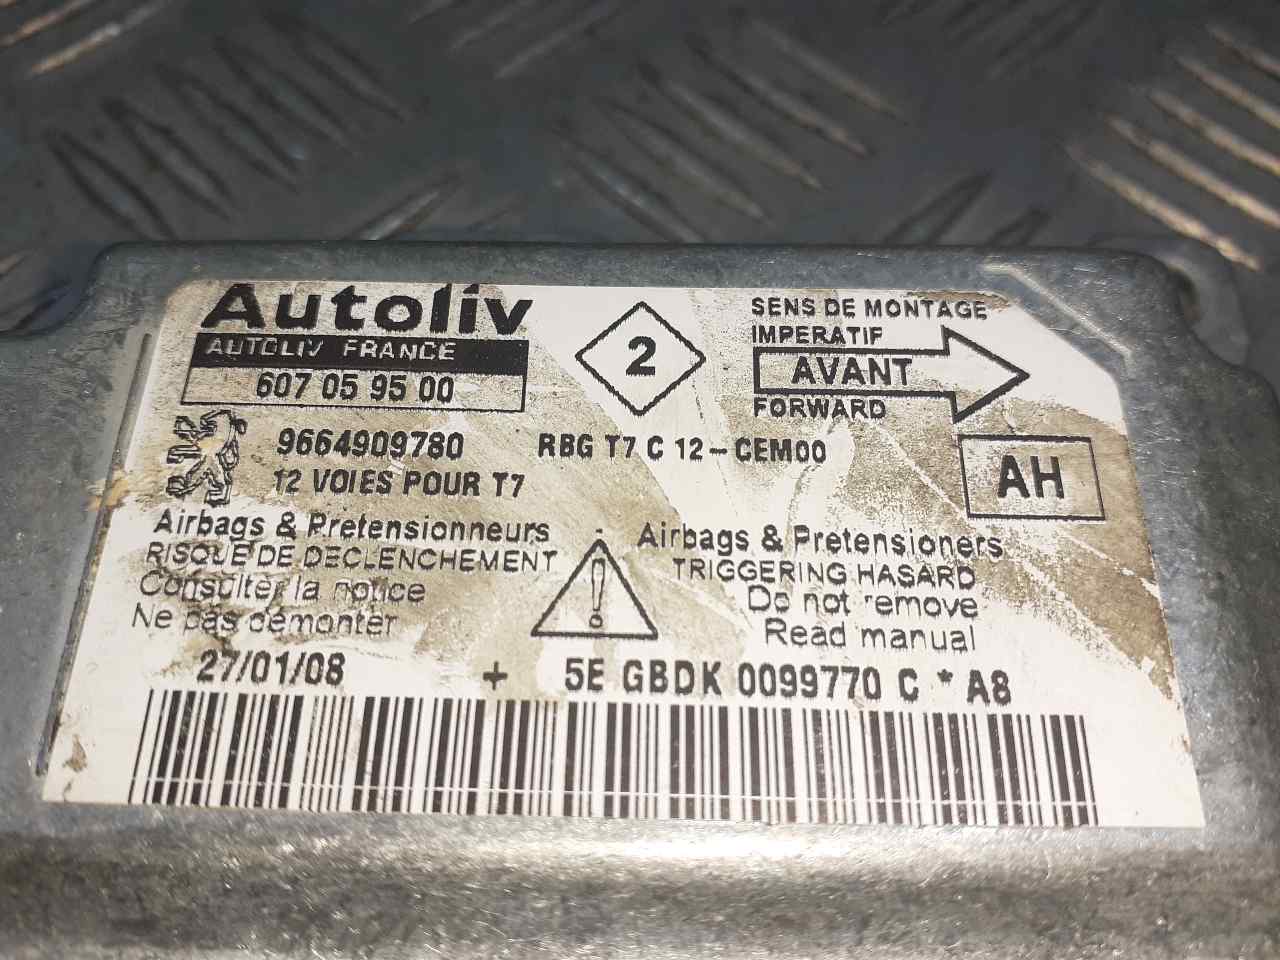 Autoliv
AUTOLIV FRANCE
607 05 95 00
2
SENS DE MONTAGE
IMPERATIF
AVANT
FORWARD
9664909780
RBG T7 C 12-CEM00
12 VOIES POUR T7
AH
Airbags & Pretensionneurs
RISQUE DE DECLENCHEMENT
Consulter la notice
Ne pas démonter
!
Airbags & Pretensioners
TRIGGERING HASARD
Do not remove
Read manual
27/01/08 + 5E GBDK 0099770 C * A8